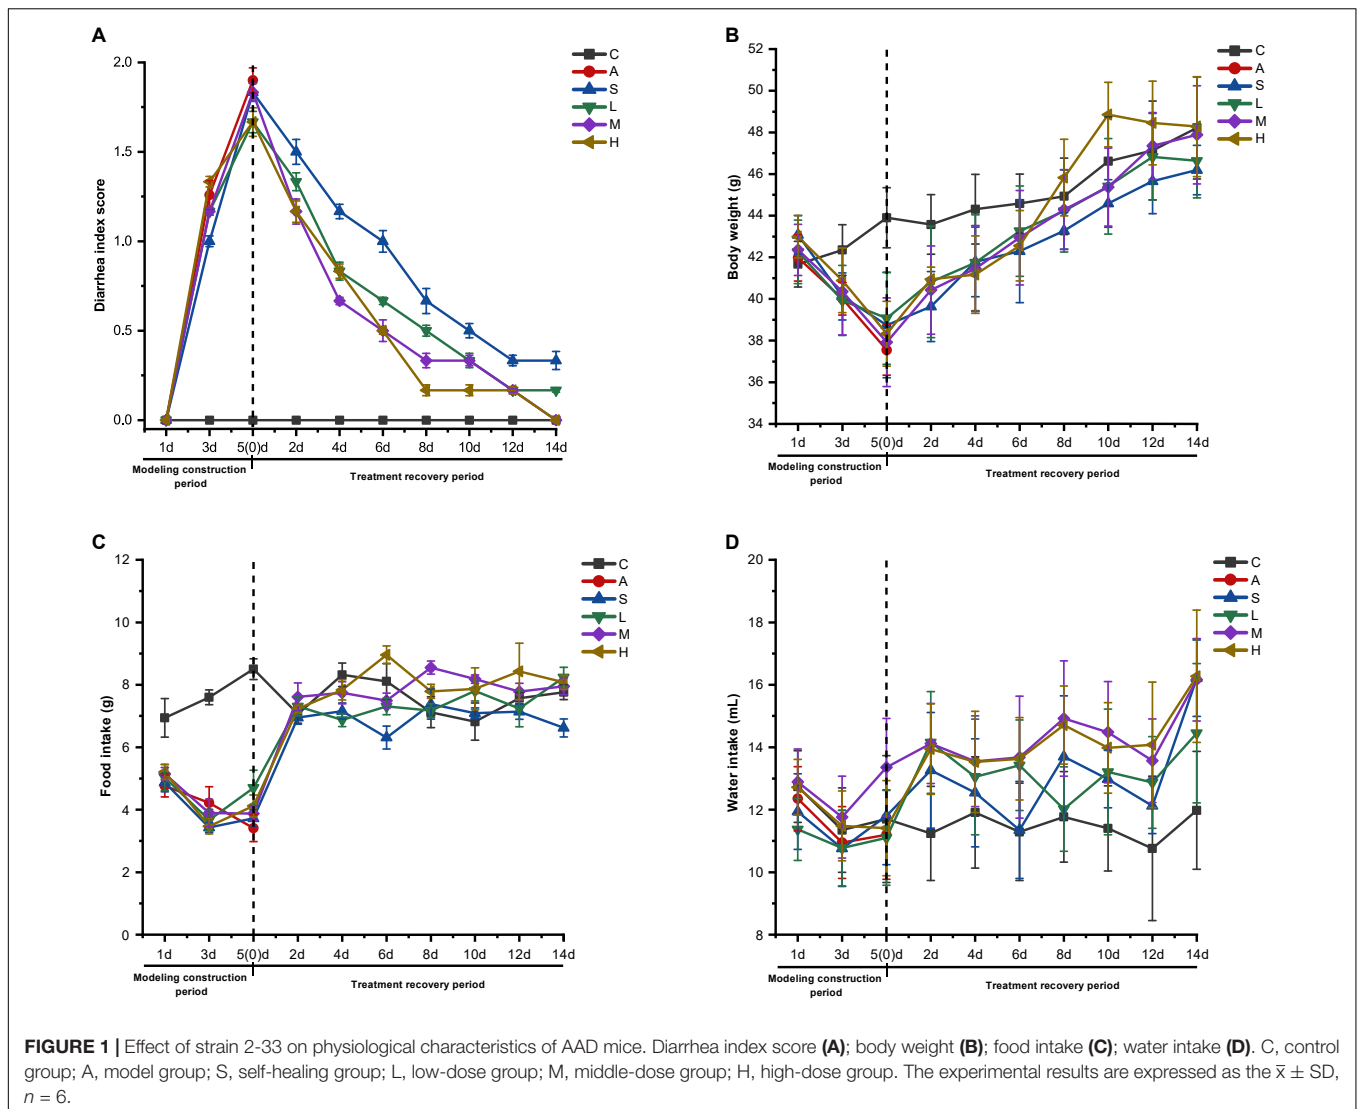 A
2.0
1.5
1.0
0.5
0.0
Diarrhea index score
C
A
S
L
M
H
1d 3d 5(0)d 2d 4d 6d 8d 10d 12d 14d
Modeling construction period
Treatment recovery period
B
52
50
48
46
44
42
40
38
36
34
Body weight (g)
C
A
S
L
M
H
1d 3d 5(0)d 2d 4d 6d 8d 10d 12d 14d
Modeling construction period
Treatment recovery period
C
12
10
8
6
4
2
0
Food intake (g)
C
A
S
L
M
H
1d 3d 5(0)d 2d 4d 6d 8d 10d 12d 14d
Modeling construction period
Treatment recovery period
D
20
18
16
14
12
10
8
Water intake (mL)
C
A
S
L
M
H
1d 3d 5(0)d 2d 4d 6d 8d 10d 12d 14d
Modeling construction period
Treatment recovery period
FIGURE 1 | Effect of strain 2-33 on physiological characteristics of AAD mice. Diarrhea index score (A); body weight (B); food intake (C); water intake (D). C, control
group; A, model group; S, self-healing group; L, low-dose group; M, middle-dose group; H, high-dose group. The experimental results are expressed as the x̅ ± SD,
n = 6.